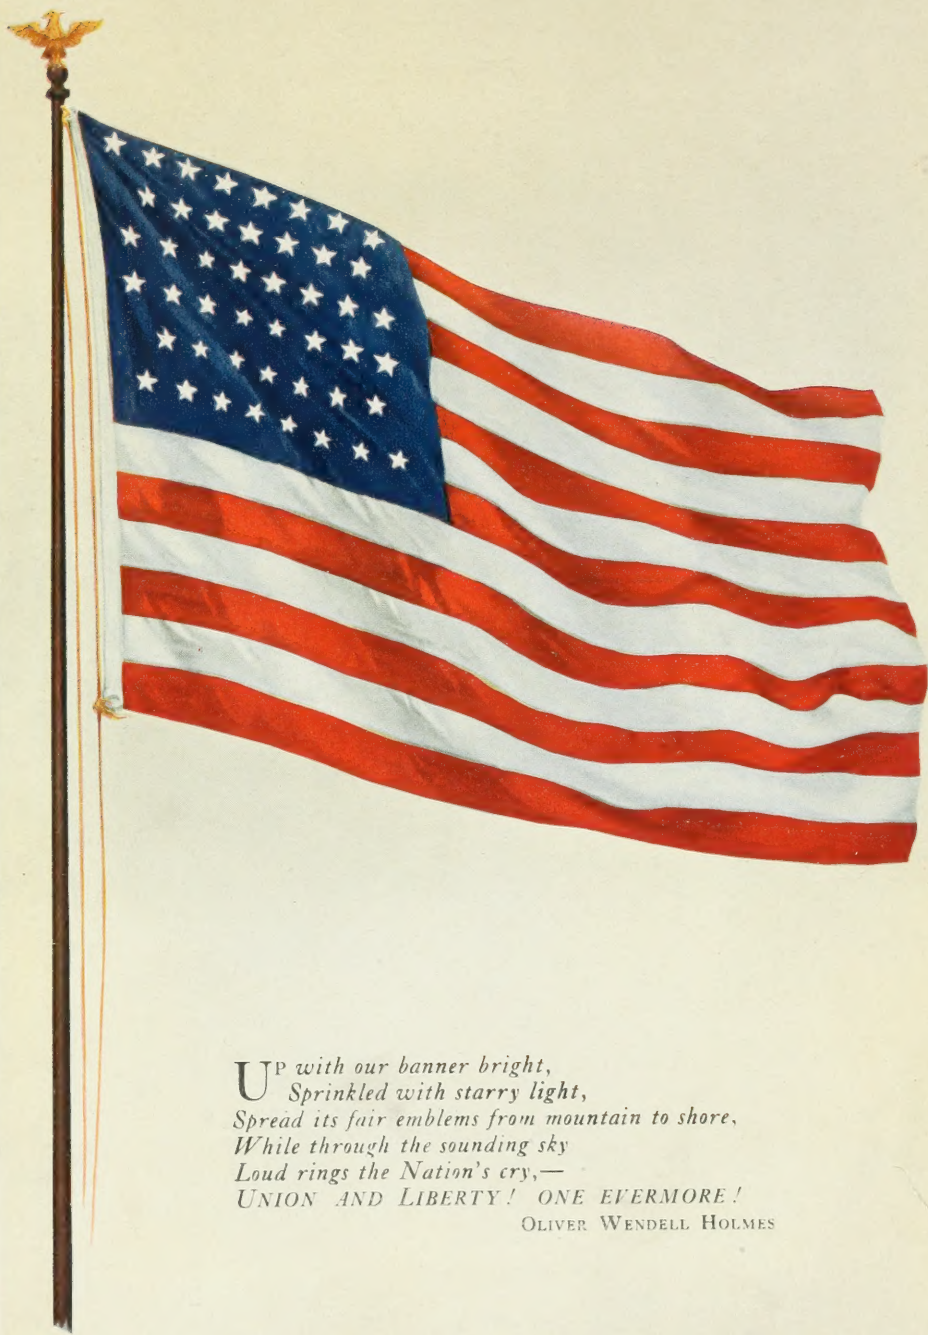 UP with our banner bright,
Sprinkled with starry light,
Spread its fair emblems from mountain to shore,
While through the sounding sky
Loud rings the Nation's cry,—
UNION AND LIBERTY! ONE EVERMORE!
OLIVER WENDELL HOLMES